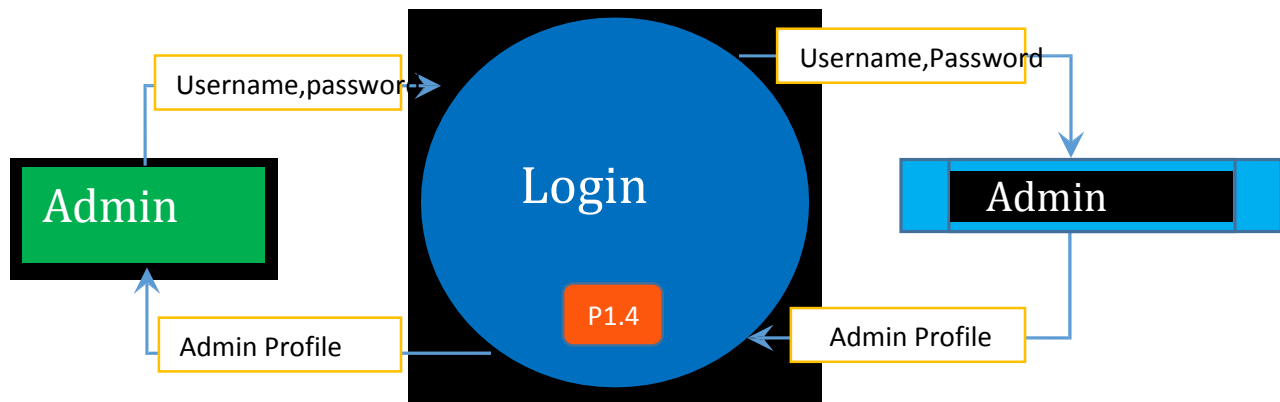 Username,passwor
Username,Password
Admin
Login
Admin
P1.4
Admin Profile
Admin Profile